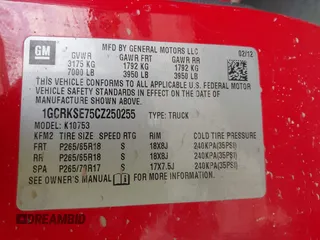 GM
MFD BY GENERAL MOTORS LLC
02/12
GVWR GAWR FRT GAWR RR
3175 KG 1792 KG 1792 KG
7000 LB 3950 LB 3950 LB
THIS VEHICLE CONFORMS TO ALL APPLICABLE U.S. FEDERAL MOTOR
VEHICLE SAFETY STANDARDS IN EFFECT ON THE DATE OF
MANUFACTURE SHOWN ABOVE.
1GCRKSE75CZ250255 TYPE: TRUCK
MODEL: K10753
KFM2 TIRE SIZE SPEED RTG RIM COLD TIRE PRESSURE
FRT P265/65R18 S 18X8J 240KPA(35PSI)
RR P265/65R18 S 18X8J 240KPA(35PSI)
SPA P265/70R17 S 17X7.5J 240KPA(35PSI)
SEE OWNER'S MANUAL FOR MORE INFORMATION.
DREAMBID